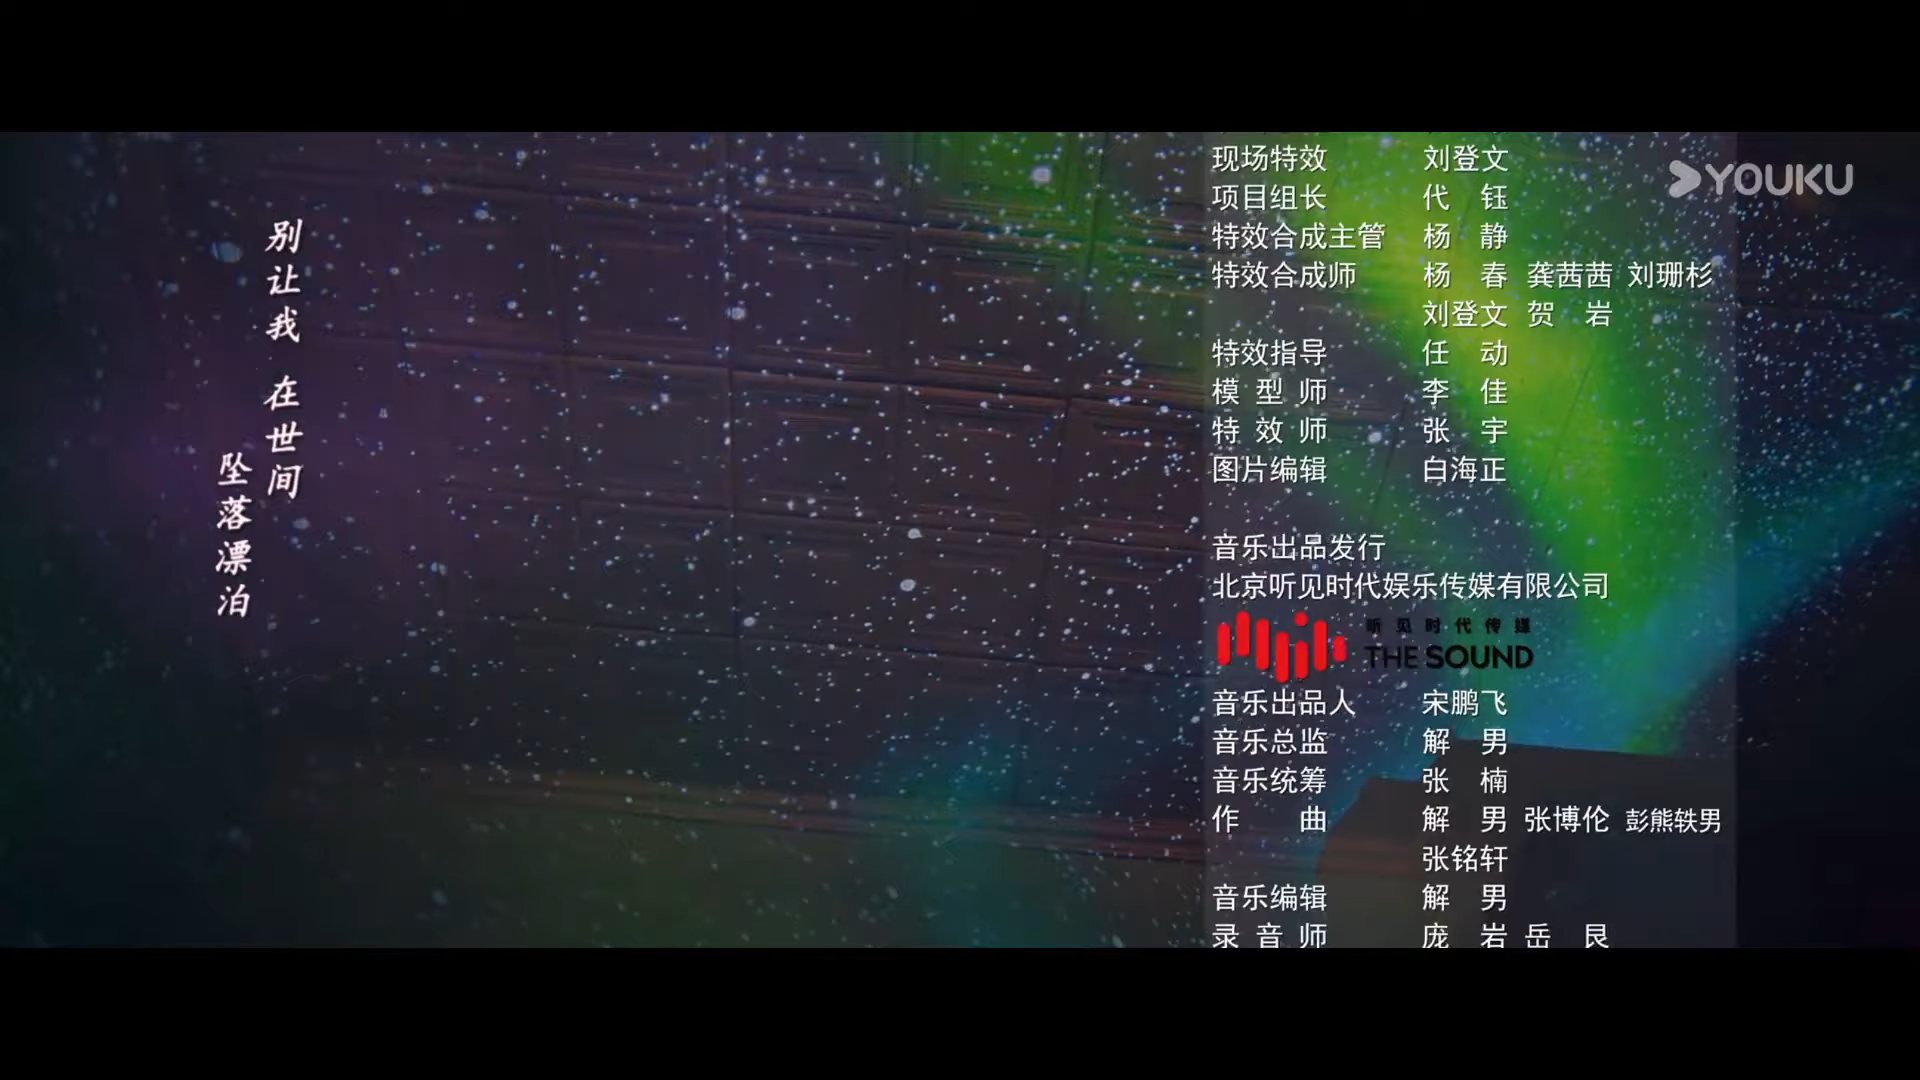 别让我 在世间
坠落漂泊
YOUKU
现场特效 刘登文
项目组长 代 钰
特效合成主管 杨 静
特效合成师 杨 春 龚茜茜 刘珊杉
刘登文 贺 岩
特效指导 任 动
模 型 师 李 佳
特 效 师 张 宇
图片编辑 白海正
音乐出品发行
北京听见时代娱乐传媒有限公司
听见时代传媒
THE SOUND
音乐出品人 宋鹏飞
音乐总监 解 男
音乐统筹 张 楠
作 曲 解 男 张博伦 彭熊轶男
张铭轩
音乐编辑 解 男
录 音 师 庞 岩 岳 艮